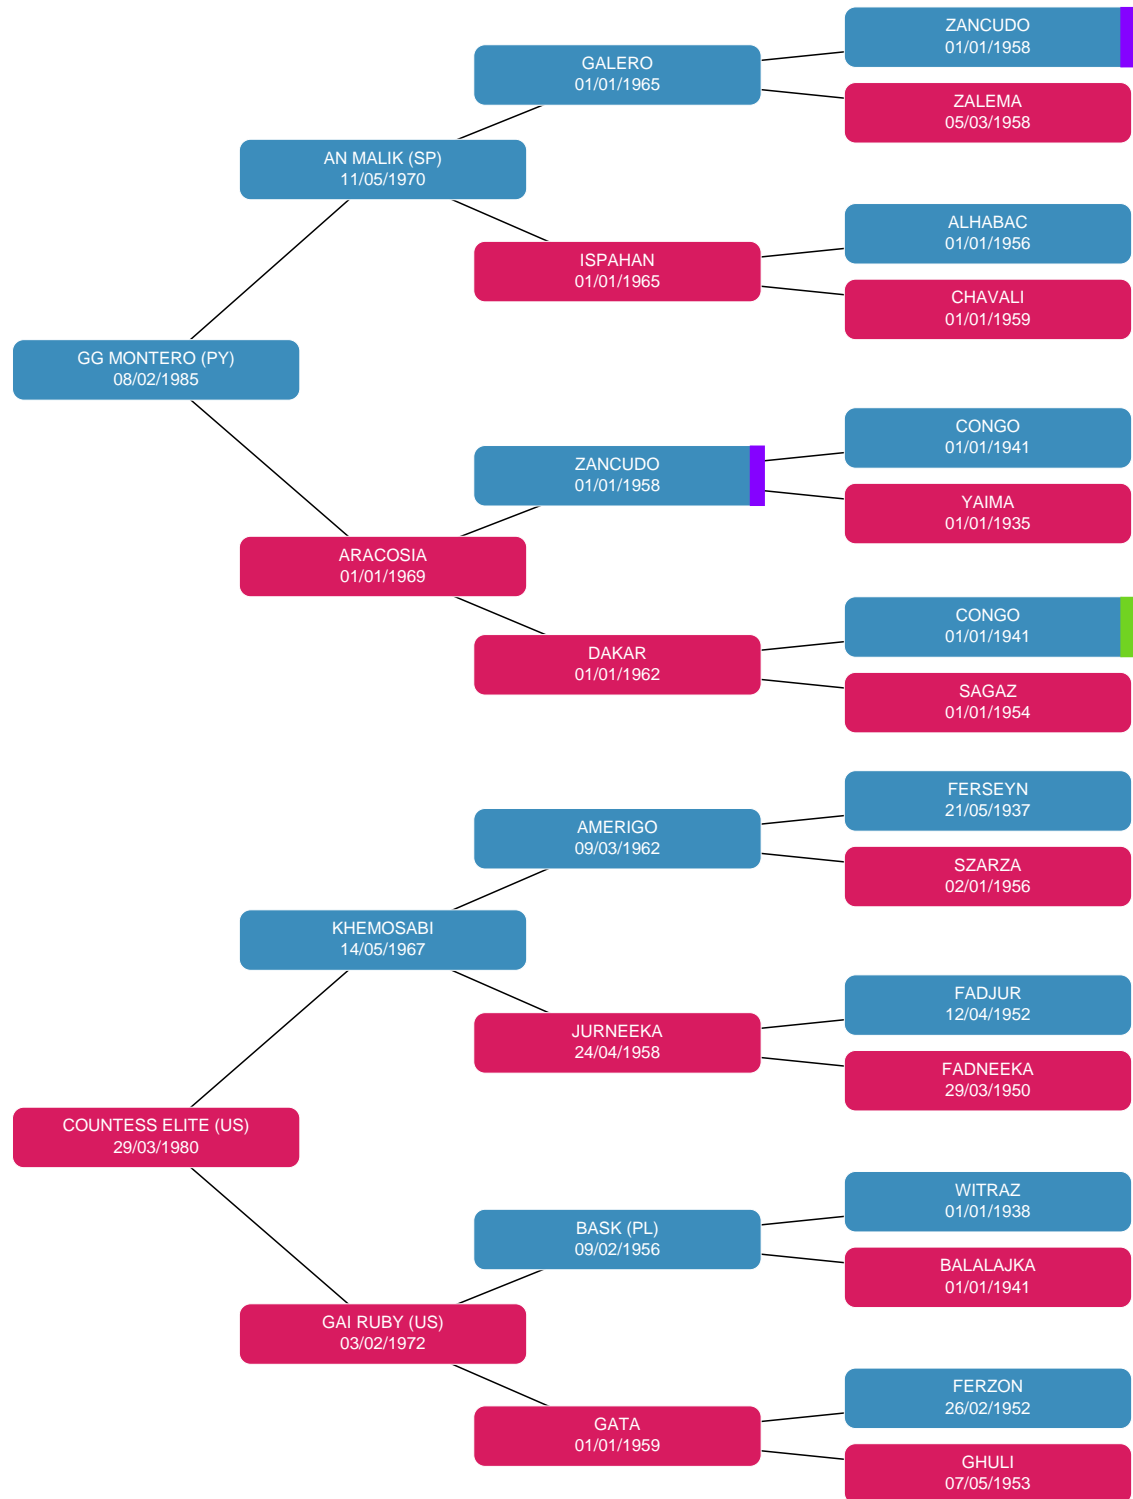 ZANCUDO
01/01/1958
GALERO
01/01/1965
ZALEMA
05/03/1958
AN MALIK (SP)
11/05/1970
ALHABAC
01/01/1956
ISPAHAN
01/01/1965
CHAVALI
01/01/1959
GG MONTERO (PY)
08/02/1985
CONGO
01/01/1941
ZANCUDO
01/01/1958
YAIMA
01/01/1935
ARACOSIA
01/01/1969
CONGO
01/01/1941
DAKAR
01/01/1962
SAGAZ
01/01/1954
FERSEYN
21/05/1937
AMERIGO
09/03/1962
SZARZA
02/01/1956
KHEMOSABI
14/05/1967
FADJUR
12/04/1952
JURNEEKA
24/04/1958
FADNEEKA
29/03/1950
COUNTESS ELITE (US)
29/03/1980
WITRAZ
01/01/1938
BASK (PL)
09/02/1956
BALALAJKA
01/01/1941
GAI RUBY (US)
03/02/1972
FERZON
26/02/1952
GATA
01/01/1959
GHULI
07/05/1953